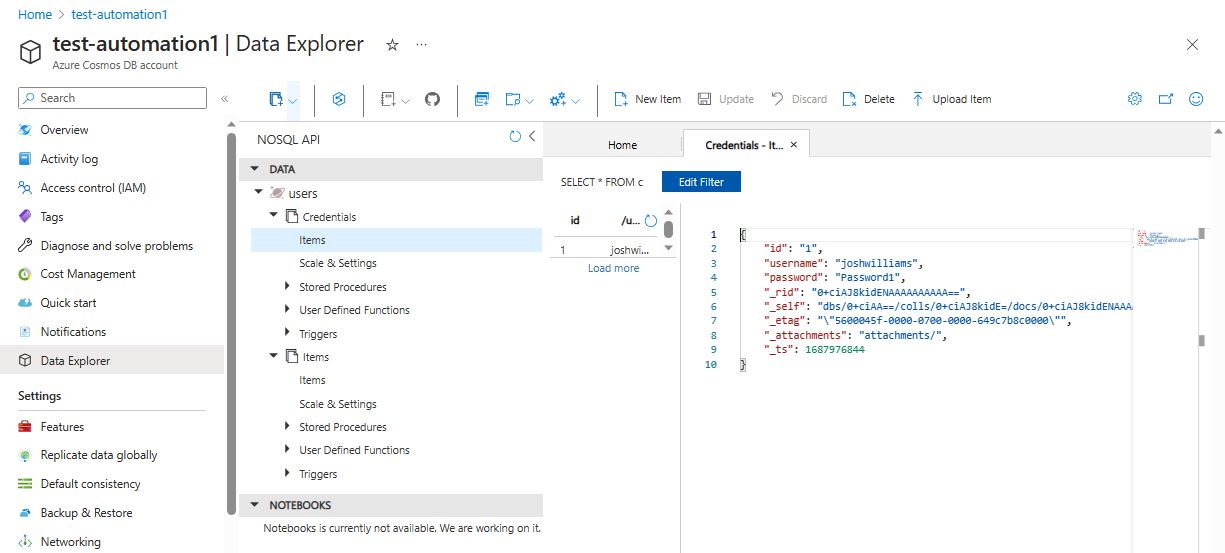 Home > test-automation1
test-automation1 | Data Explorer ☆ ...
Azure Cosmos DB account
Search
Overview
Activity log
Access control (IAM)
Tags
Diagnose and solve problems
Cost Management
Quick start
Notifications
Data Explorer
Settings
Features
Replicate data globally
Default consistency
Backup & Restore
Networking
New Item Update Discard Delete Upload Item
NOSQL API
DATA
users
Credentials
Items
Scale & Settings
Stored Procedures
User Defined Functions
Triggers
Items
Items
Scale & Settings
Stored Procedures
User Defined Functions
Triggers
NOTEBOOKS
Notebooks is currently not available. We are working on it.
Home Credentials - It... ×
SELECT * FROM c Edit Filter
id /u...
1 joshwi...
Load more
1 {
2 "id": "1",
3 "username": "joshwilliams",
4 "password": "Password1",
5 "_rid": "0+ciAJ8kidENAAAAAAAAAA==",
6 "_self": "dbs/0+ciAA==/colls/0+ciAJ8kidE=/docs/0+ciAJ8kidENAAA
7 "_etag": "\"5600045f-0000-0700-0000-649c7b8c0000\"",
8 "_attachments": "attachments/",
9 "_ts": 1687976844
10 }